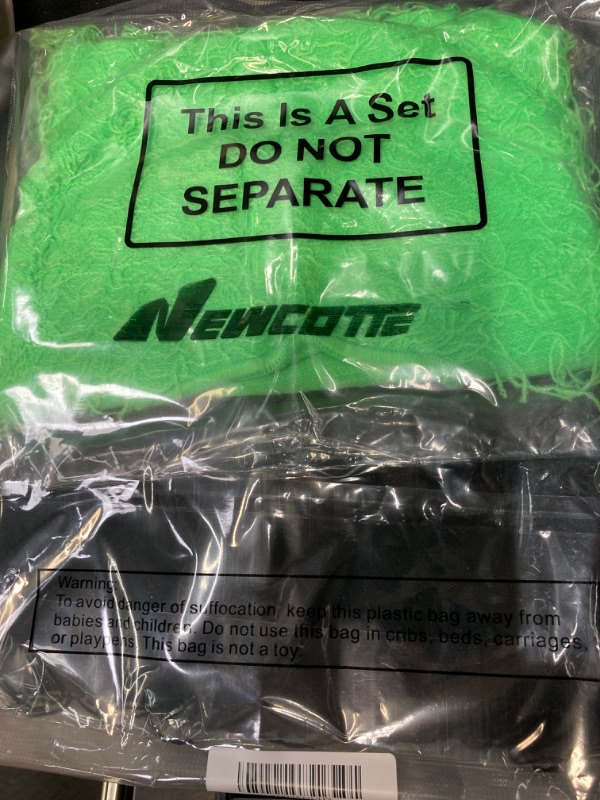 This Is A Set
DO NOT
SEPARATE
NEWCOTTE
Warning:
To avoid danger of suffocation, keep this plastic bag away from
babies and children. Do not use this bag in cribs, beds, carriages,
or playpens. This bag is not a toy.